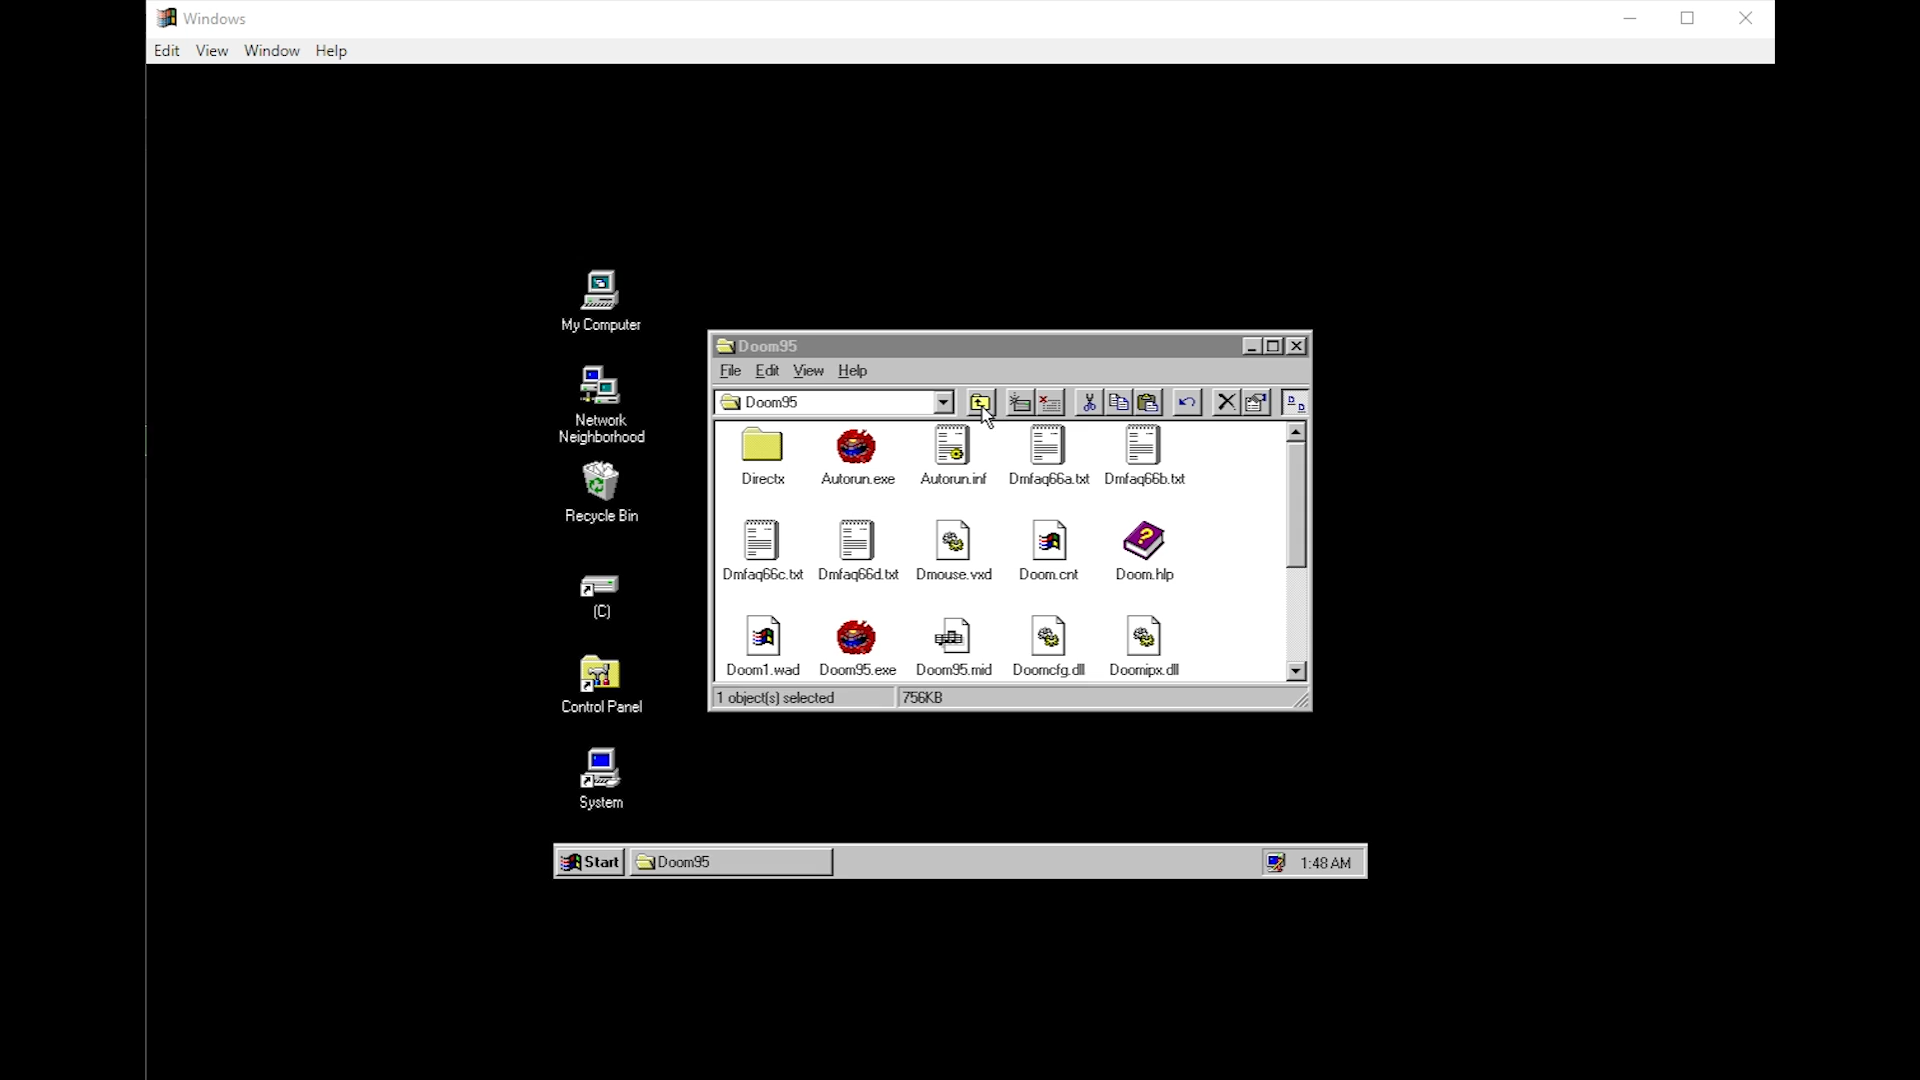 Windows
Edit View Window Help
My Computer
Network
Neighborhood
Recycle Bin
(C)
Control Panel
System
Doom95
File Edit View Help
Doom95
Directx Autorun.exe Autorun.inf Dmfaq66a.txt Dmfaq66b.txt
Dmfaq66c.txt Dmfaq66d.txt Dmouse.vxd Doom.cnt Doom.hlp
Doom1.wad Doom95.exe Doom95.mid Doomcfg.dll Doomipx.dll
1 object(s) selected 756KB
Start Doom95 1:48 AM